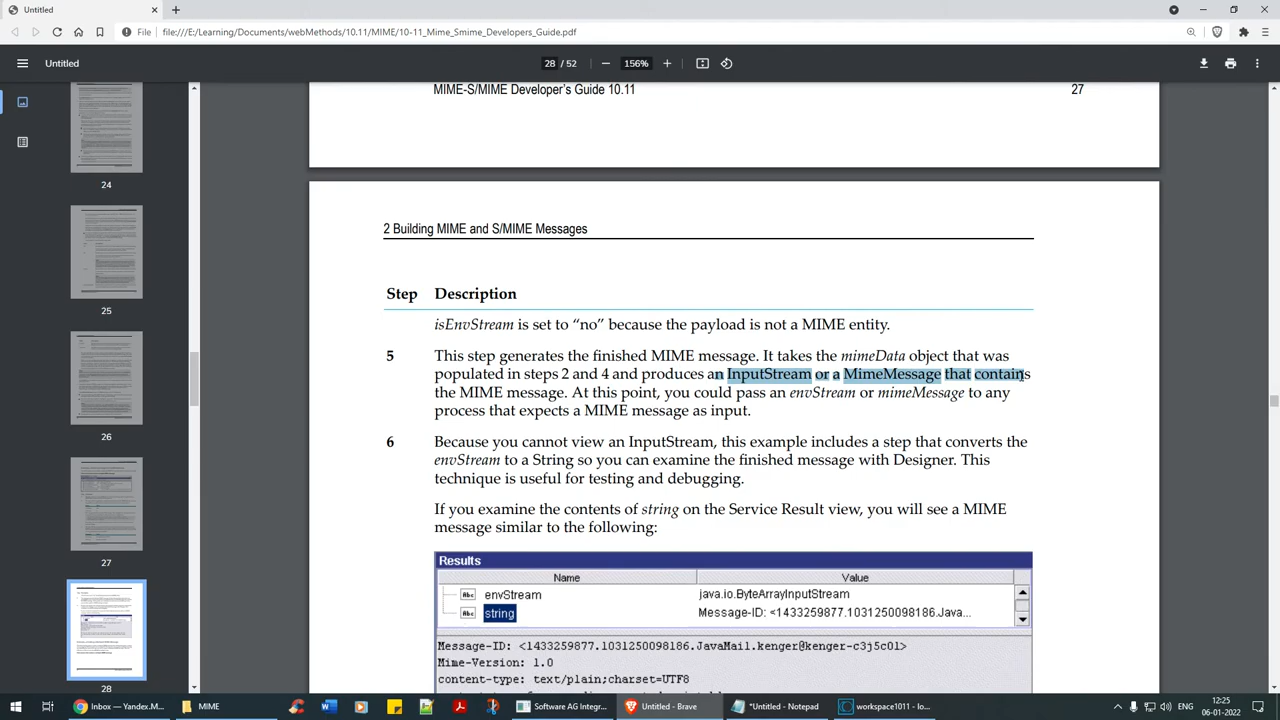 Untitled
File
file:///E:/Learning/Documents/webMethods/10.11/MIME/10-11_Mime_Smime_Developers_Guide.pdf
Untitled
28 / 52
156%
24
25
26
27
28
MIME-S/MIME Developer's Guide 10.11
27
2 Building MIME and S/MIME Messages
Step Description
isEnvStream is set to “no” because the payload is not a MIME entity.
5 This step generates the finished MIME message. It takes the mimeData object that was
populated in steps 2 and 4 and produces an InputStream or a MimeMessage that contains
the MIME message. At this point, you could pass an envStream or mimeMessage to any
process that expects a MIME message as input.
6 Because you cannot view an InputStream, this example includes a step that converts the
envStream to a String so you can examine the finished message with Designer. This
technique is useful for testing and debugging.
If you examine the contents of string on the Service Result view, you will see a MIME
message similar to the following:
Results
Name Value
Abc envStream java.io.ByteArrayInputStream
Abc string Message-ID: <1433259877.1031250098186.Java...
Message-ID: <1433259877.1031250098186.JavaMail.kenger@kenger-c3j5c01>
Mime-Version: 1.0
content-type: text/plain;charset=UTF8
Inbox — Yandex.M...
MIME
Software AG Integr...
Untitled - Brave
*Untitled - Notepad
workspace1011 - lo...
ENG
12:25
06-01-2022